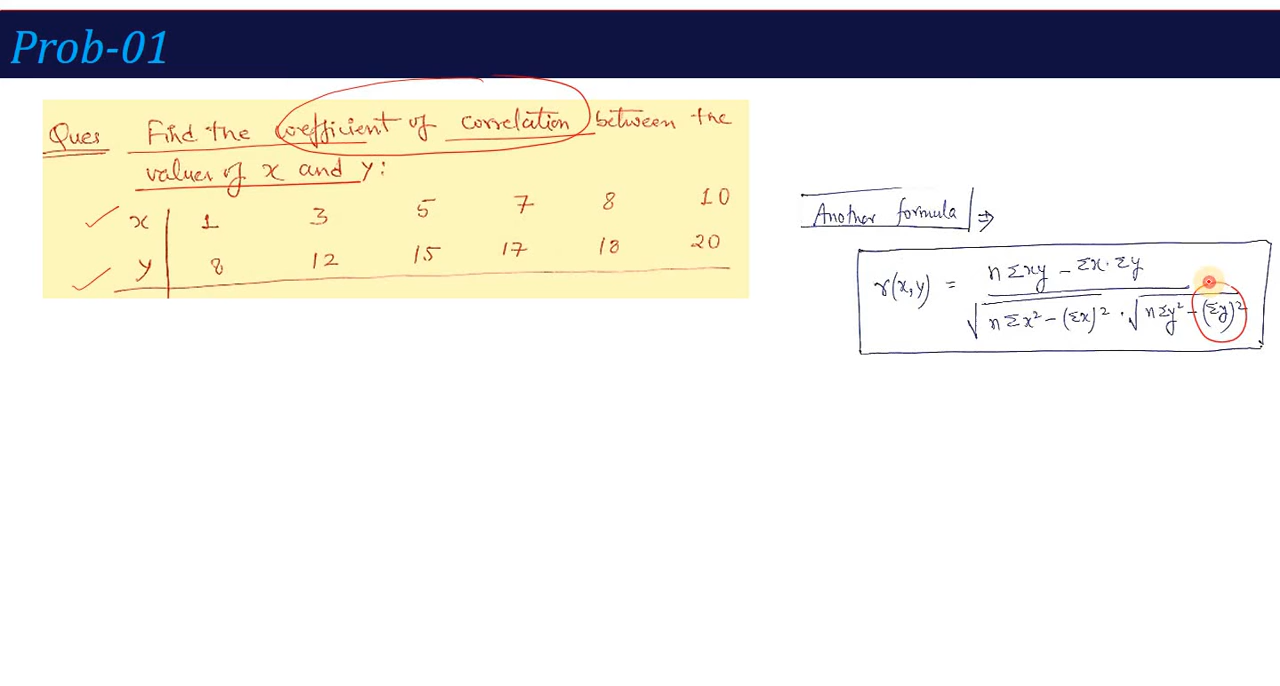 Prob-01
Ques Find the coefficient of correlation between the
values of x and y:
x 1 3 5 7 8 10
y 8 12 15 17 18 20
Another formula ⇒
r(x,y) = nΣxy - Σx·Σy / √nΣx² - (Σx)² · √nΣy² - (Σy)²